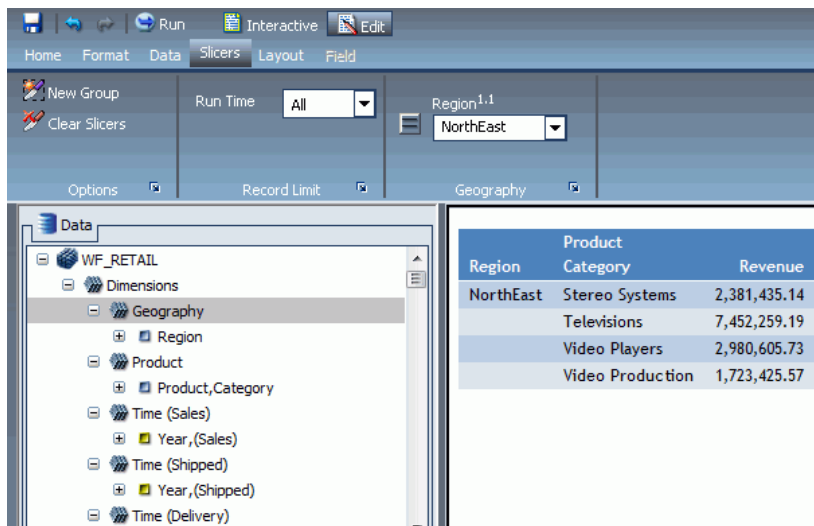 Run Interactive Edit
Home Format Data Slicers Layout Field
New Group
Clear Slicers
Options
Run Time All
Record Limit
Region1.1
NorthEast
Geography
Data
WF_RETAIL
Dimensions
Geography
Region
Product
Product,Category
Time (Sales)
Year,(Sales)
Time (Shipped)
Year,(Shipped)
Time (Delivery)
Product
Region Category Revenue
NorthEast Stereo Systems 2,381,435.14
Televisions 7,452,259.19
Video Players 2,980,605.73
Video Production 1,723,425.57